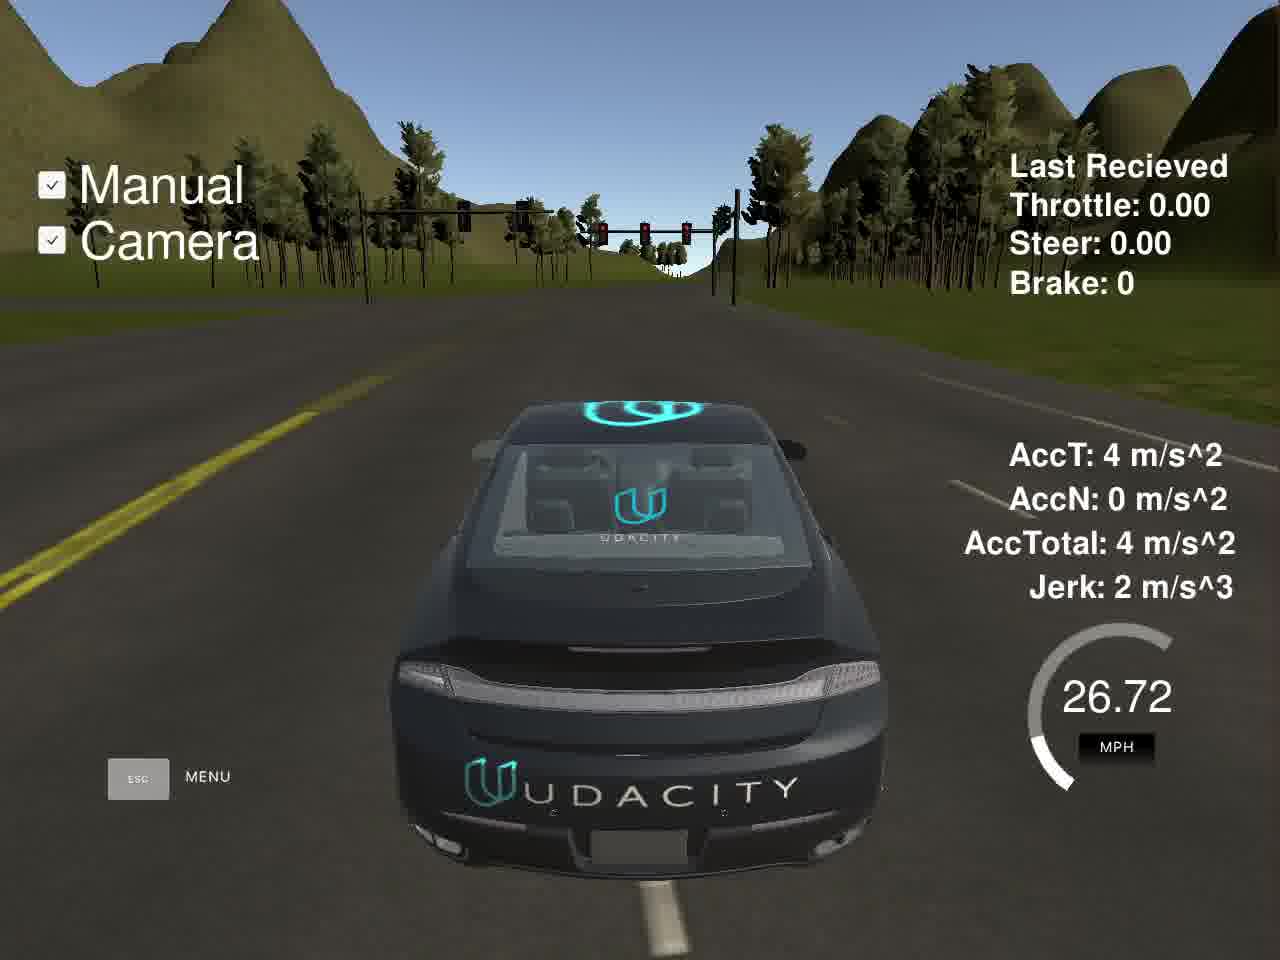 Manual
Camera
Last Recieved
Throttle: 0.00
Steer: 0.00
Brake: 0
AccT: 4 m/s^2
AccN: 0 m/s^2
AccTotal: 4 m/s^2
Jerk: 2 m/s^3
UDACITY
26.72
MPH
ESC MENU
UDACITY